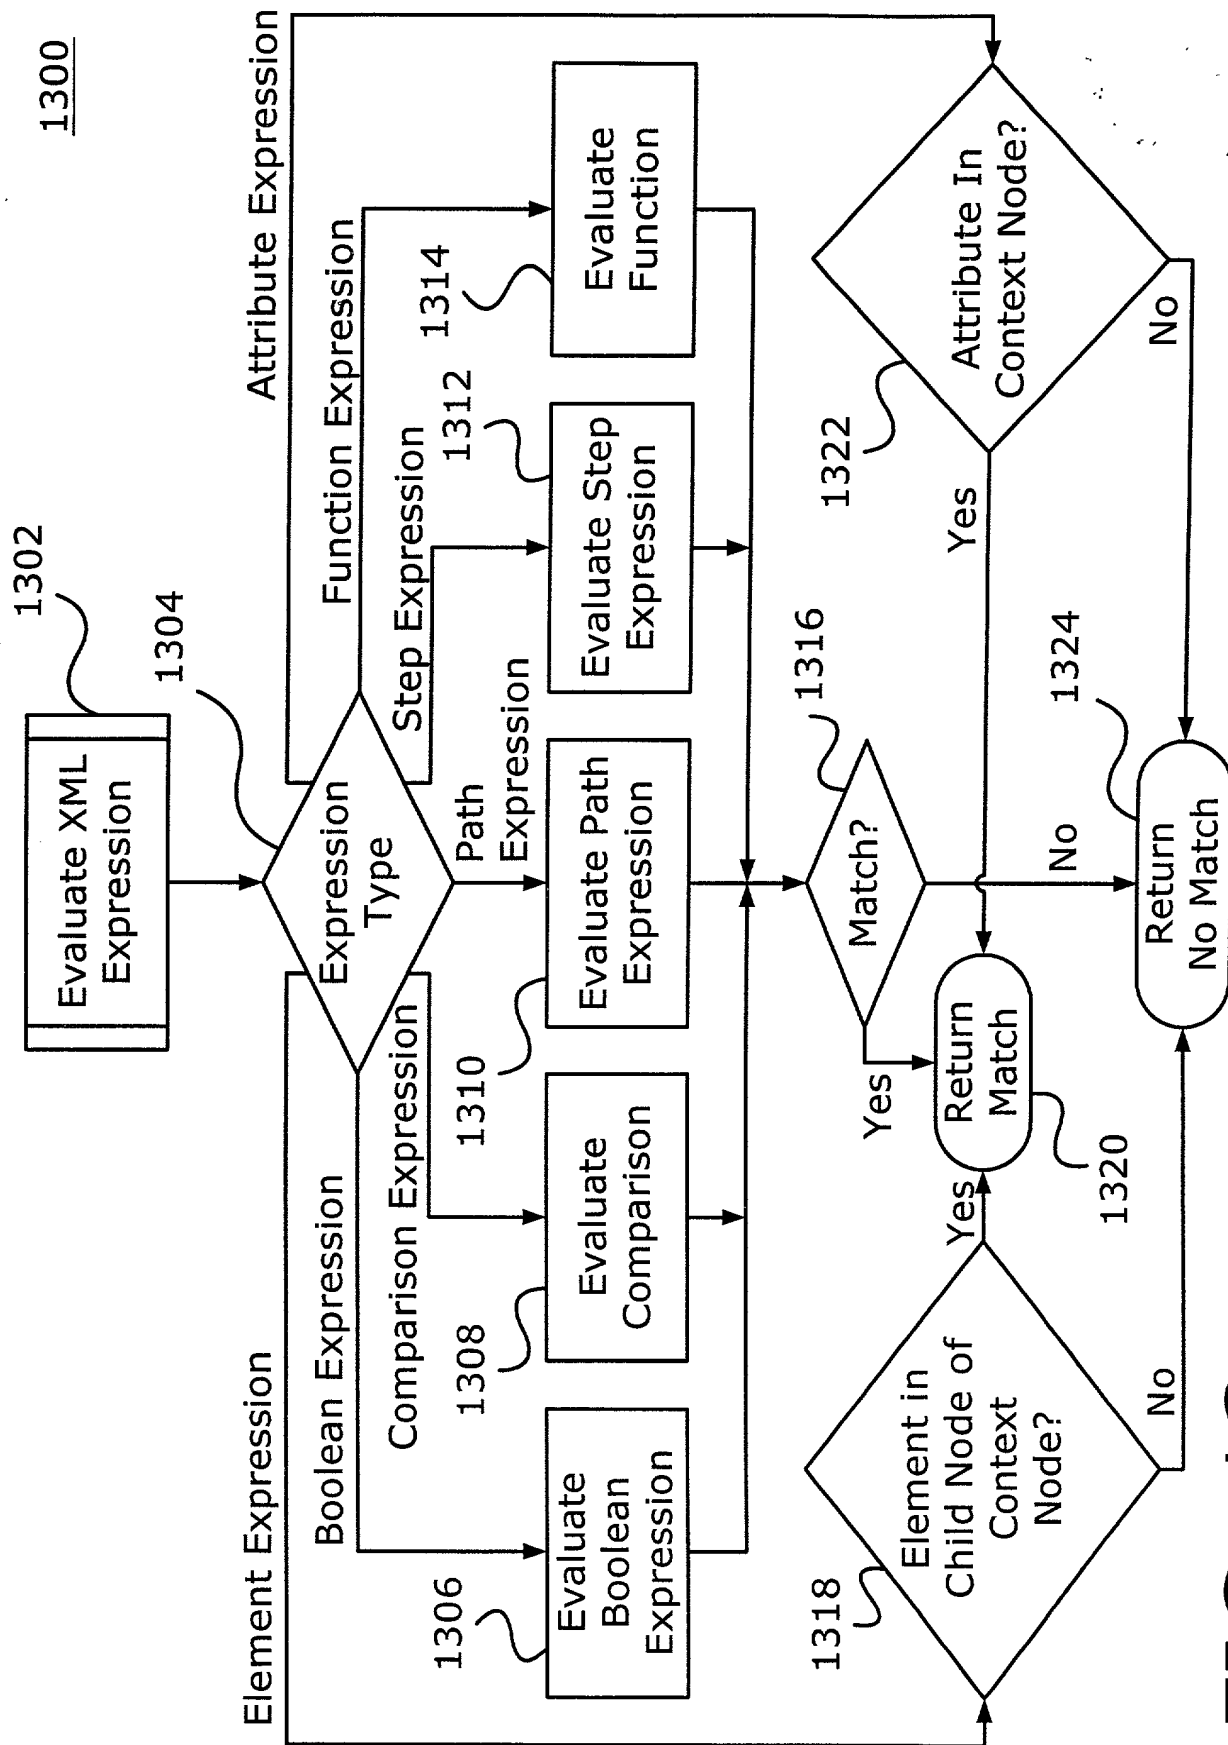 1300
Evaluate XML
Expression
1302
1304
Expression
Type
Element Expression
Attribute Expression
Boolean Expression
Function Expression
Comparison Expression
Step Expression
Path
Expression
1306
1308
1310
1312
1314
Evaluate
Boolean
Expression
Evaluate
Comparison
Evaluate Path
Expression
Evaluate Step
Expression
Evaluate
Function
1316
Match?
Yes
No
1318
Element in
Child Node of
Context
Node?
Yes
No
Return
Match
1320
1322
Attribute In
Context Node?
Yes
No
1324
Return
No Match